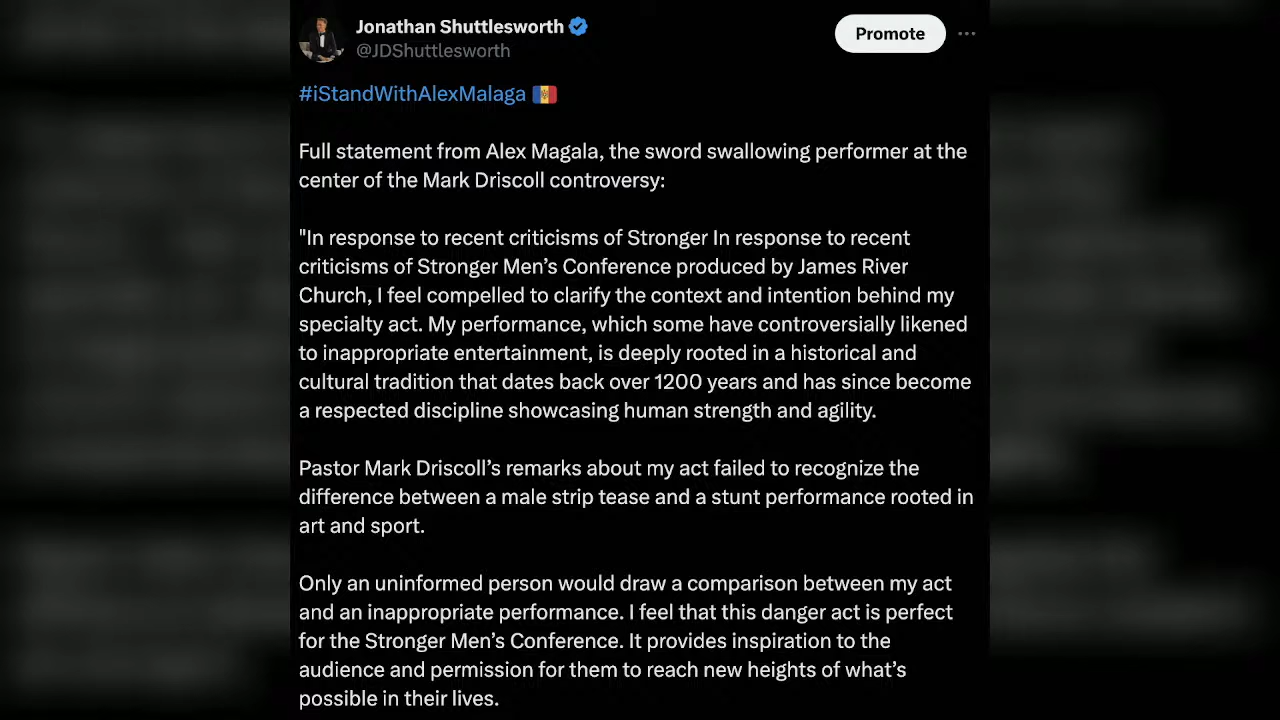 Jonathan Shuttlesworth
@JDShuttlesworth
Promote
#iStandWithAlexMalaga 🇲🇩
Full statement from Alex Magala, the sword swallowing performer at the
center of the Mark Driscoll controversy:
"In response to recent criticisms of Stronger In response to recent
criticisms of Stronger Men’s Conference produced by James River
Church, I feel compelled to clarify the context and intention behind my
specialty act. My performance, which some have controversially likened
to inappropriate entertainment, is deeply rooted in a historical and
cultural tradition that dates back over 1200 years and has since become
a respected discipline showcasing human strength and agility.
Pastor Mark Driscoll’s remarks about my act failed to recognize the
difference between a male strip tease and a stunt performance rooted in
art and sport.
Only an uninformed person would draw a comparison between my act
and an inappropriate performance. I feel that this danger act is perfect
for the Stronger Men’s Conference. It provides inspiration to the
audience and permission for them to reach new heights of what’s
possible in their lives.